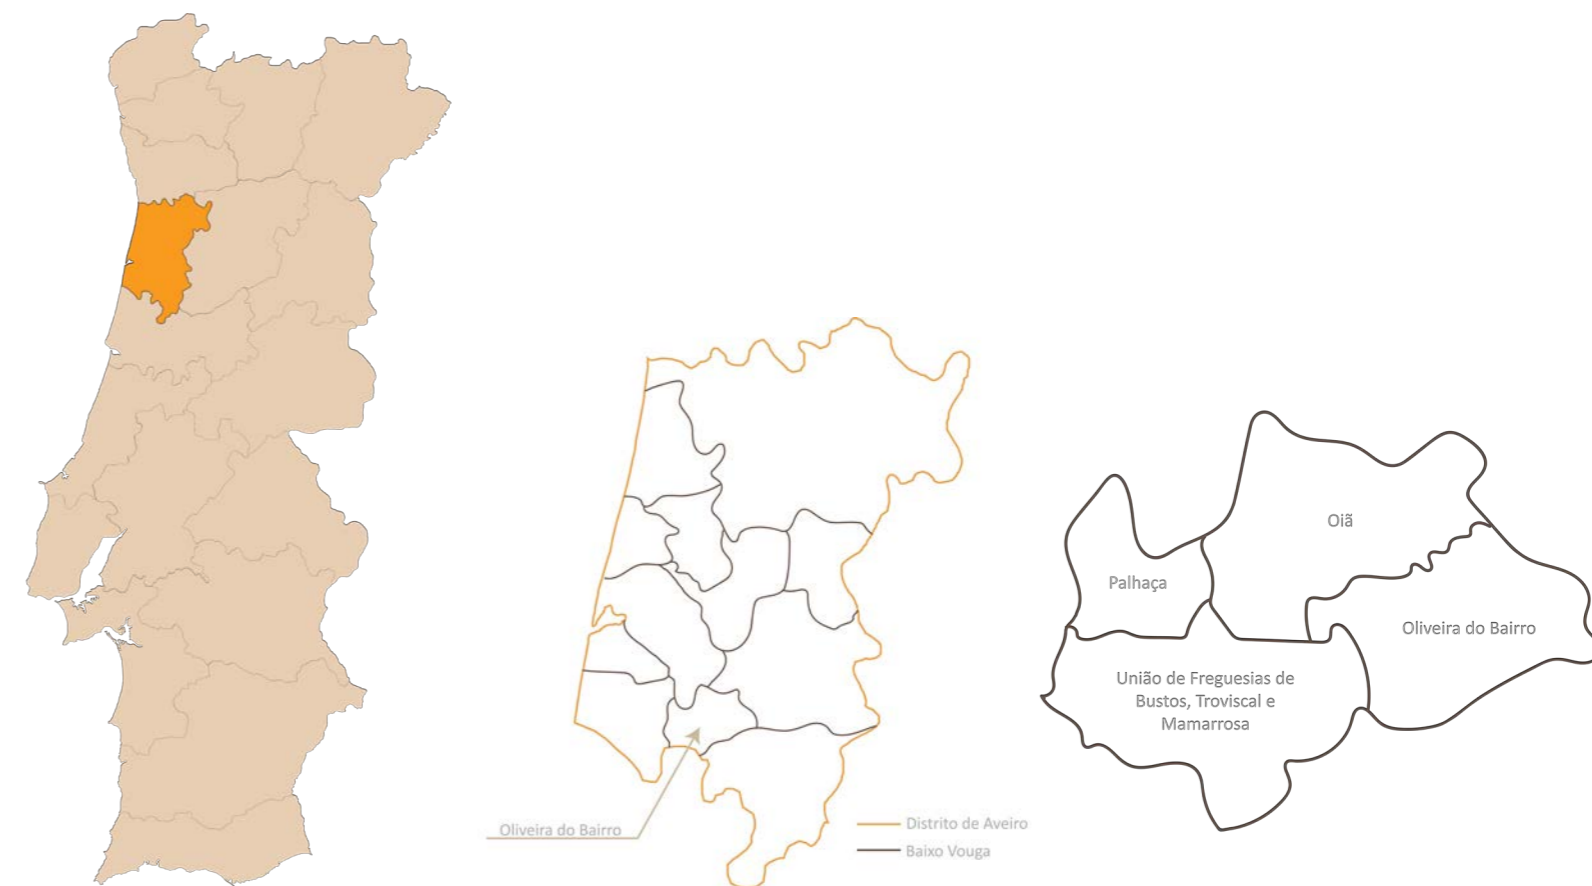 Oliveira do Bairro
Distrito de Aveiro
Baixo Vouga
Oiã
Palhaça
Oliveira do Bairro
União de Freguesias de
Bustos, Troviscal e
Mamarrosa